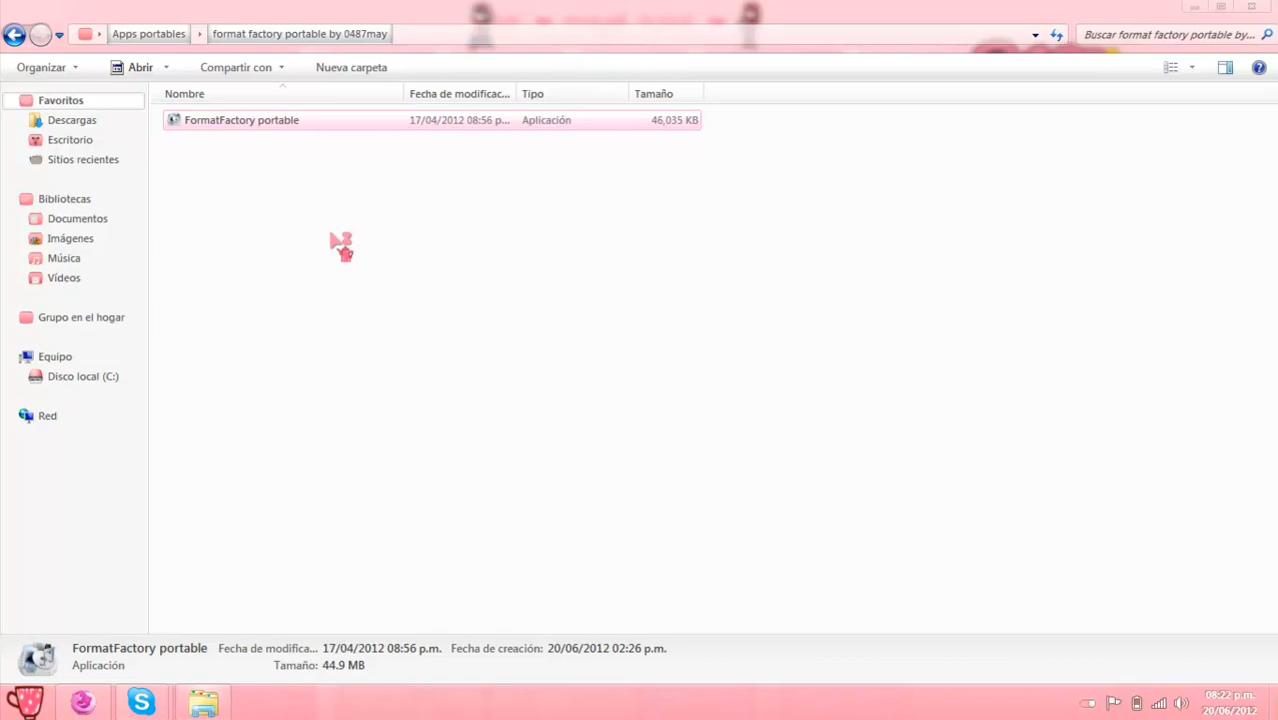 Apps portables
format factory portable by 0487may
Buscar format factory portable by...
Organizar
Abrir
Compartir con
Nueva carpeta
Nombre
Fecha de modificac...
Tipo
Tamaño
FormatFactory portable
17/04/2012 08:56 p...
Aplicación
46,035 KB
Favoritos
Descargas
Escritorio
Sitios recientes
Bibliotecas
Documentos
Imágenes
Música
Vídeos
Grupo en el hogar
Equipo
Disco local (C:)
Red
FormatFactory portable
Fecha de modifica... 17/04/2012 08:56 p.m.
Fecha de creación: 20/06/2012 02:26 p.m.
Aplicación
Tamaño: 44.9 MB
08:22 p.m.
20/06/2012